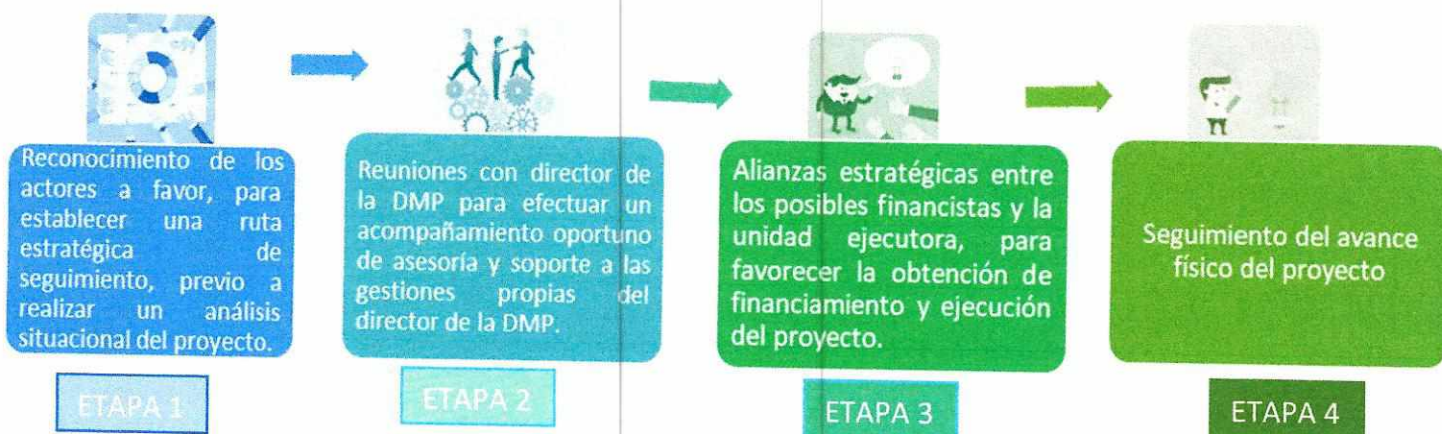 Reconocimiento de los
actores a favor, para
establecer una ruta
estratégica de
seguimiento, previo a
realizar un análisis
situacional del proyecto.
ETAPA 1
Reuniones con director de
la DMP para efectuar un
acompañamiento oportuno
de asesoría y soporte a las
gestiones propias del
director de la DMP.
ETAPA 2
Alianzas estratégicas entre
los posibles financistas y la
unidad ejecutora, para
favorecer la obtención de
financiamiento y ejecución
del proyecto.
ETAPA 3
Seguimiento del avance
físico del proyecto
ETAPA 4